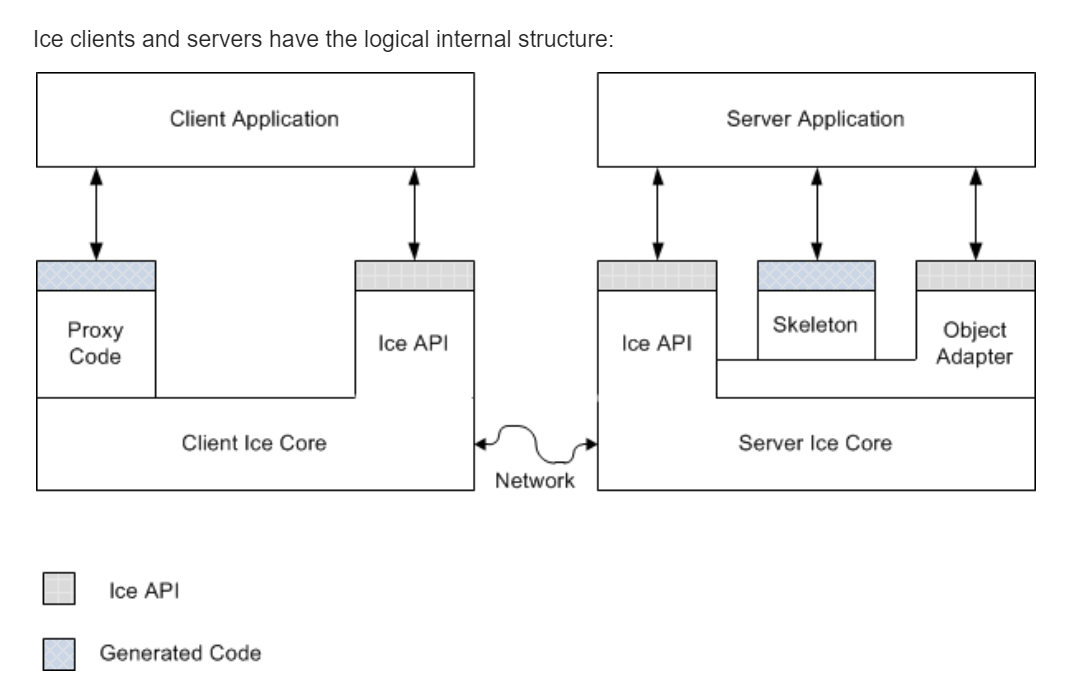 Ice clients and servers have the logical internal structure:
Client Application
Server Application
Proxy
Code
Ice API
Ice API
Skeleton
Object
Adapter
Client Ice Core
Server Ice Core
Network
Ice API
Generated Code